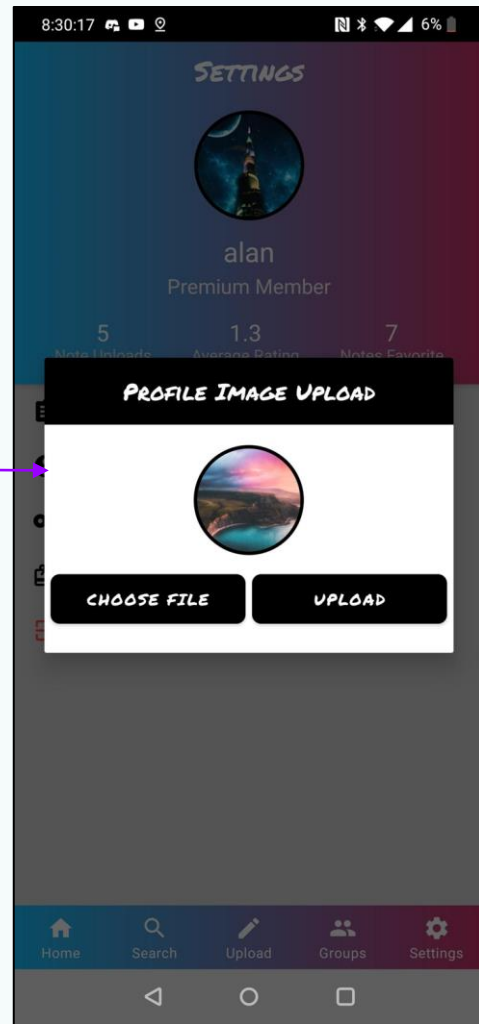 8:30:17 6%
SETTINGS
alan
Premium Member
5 1.3 7
Note Uploads Average Rating Notes Favorite
PROFILE IMAGE UPLOAD
CHOOSE FILE UPLOAD
Home Search Upload Groups Settings